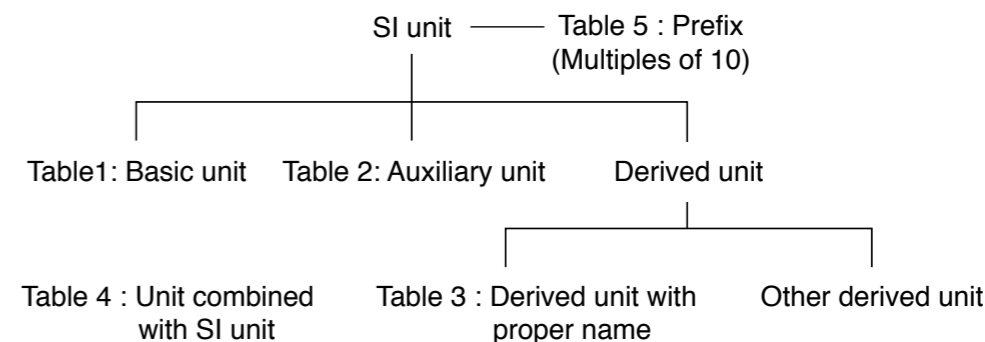 SI unit
Table 5 : Prefix
(Multiples of 10)
Table1: Basic unit
Table 2: Auxiliary unit
Derived unit
Table 4 : Unit combined
with SI unit
Table 3 : Derived unit with
proper name
Other derived unit